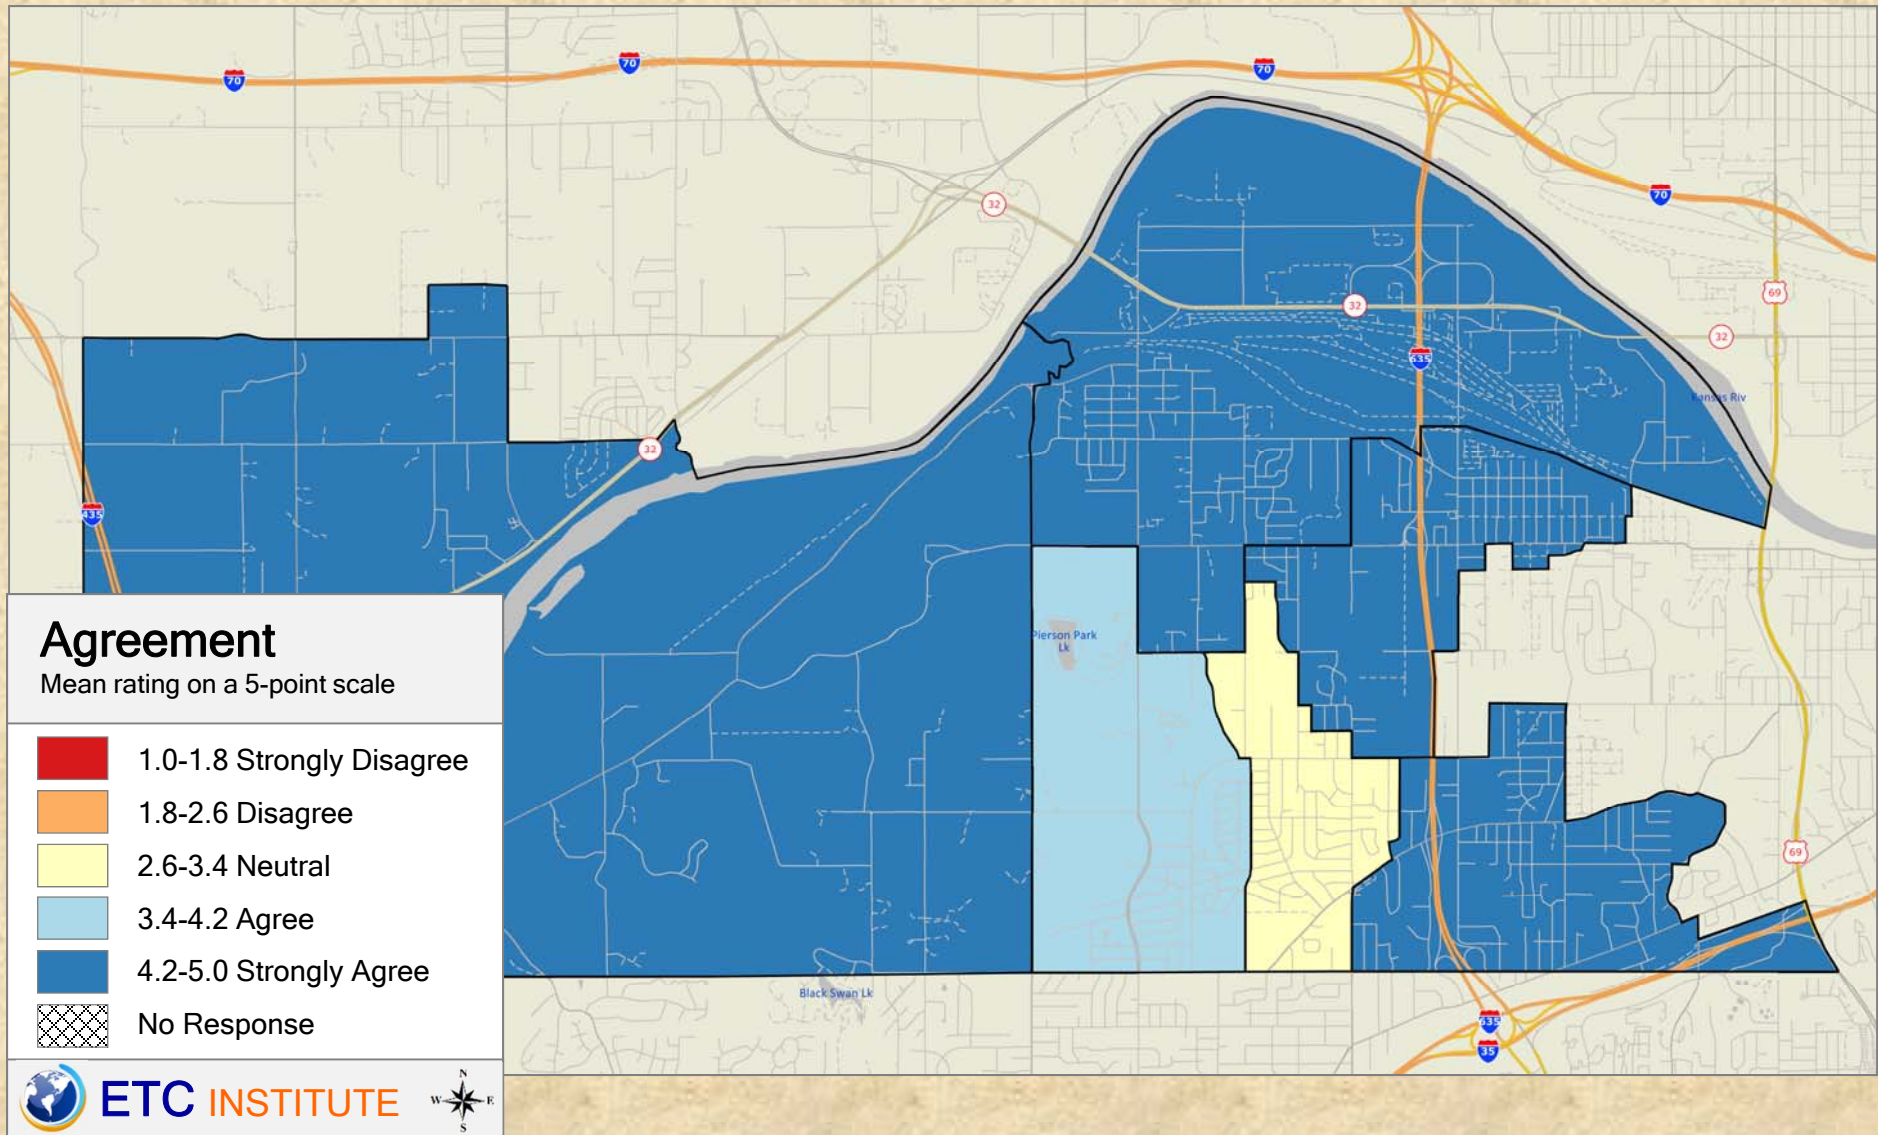 70
70
70
70
32
69
32
32
635
Kansas Riv
32
435
Pierson Park
Lk
69
Black Swan Lk
635
35
Agreement
Mean rating on a 5-point scale
1.0-1.8 Strongly Disagree
1.8-2.6 Disagree
2.6-3.4 Neutral
3.4-4.2 Agree
4.2-5.0 Strongly Agree
No Response
ETC INSTITUTE
N
W E
S